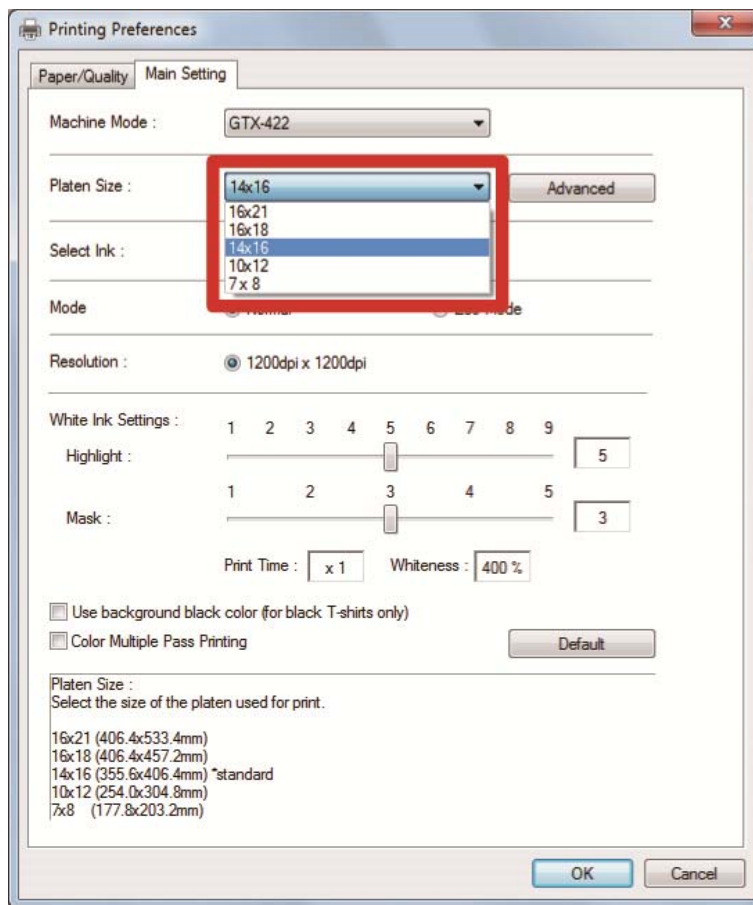 Printing Preferences
Paper/Quality Main Setting
Machine Mode : GTX-422
Platen Size : 14x16 Advanced
16x21
16x18
14x16
10x12
7 x 8
Select Ink :
Mode
Resolution : 1200dpi x 1200dpi
White Ink Settings : 1 2 3 4 5 6 7 8 9
Highlight : 5
1 2 3 4 5
Mask : 3
Print Time : x 1 Whiteness : 400 %
Use background black color (for black T-shirts only)
Color Multiple Pass Printing Default
Platen Size :
Select the size of the platen used for print.
16x21 (406.4x533.4mm)
16x18 (406.4x457.2mm)
14x16 (355.6x406.4mm) *standard
10x12 (254.0x304.8mm)
7x8 (177.8x203.2mm)
OK Cancel